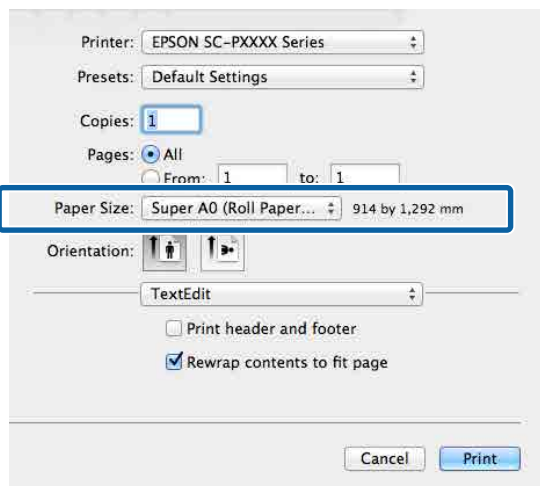 Printer: EPSON SC-PXXXX Series
Presets: Default Settings
Copies: 1
Pages: All
From: 1 to: 1
Paper Size: Super A0 (Roll Paper... 914 by 1,292 mm
Orientation:
TextEdit
Print header and footer
Rewrap contents to fit page
Cancel Print